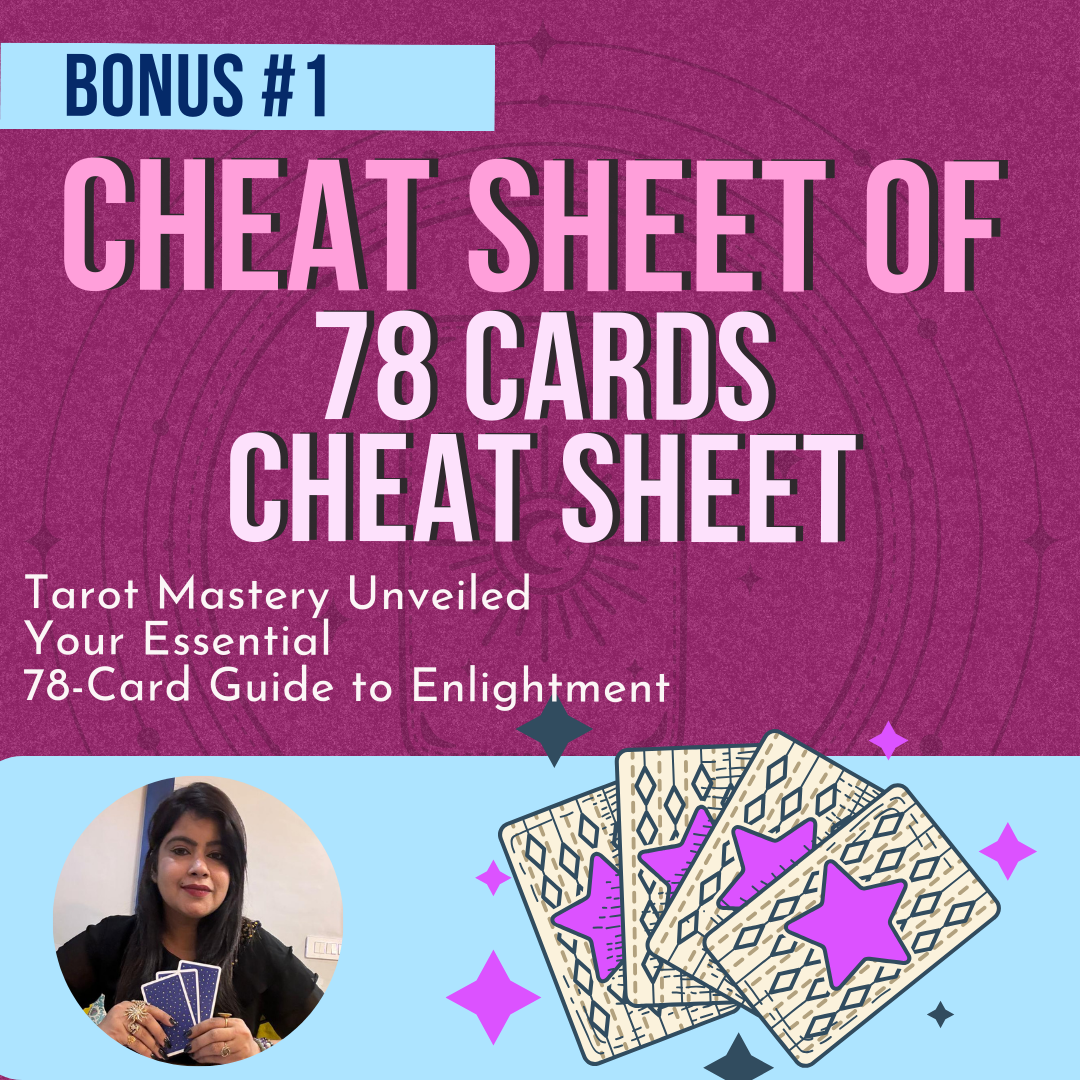 BONUS #1
CHEAT SHEET OF
78 CARDS
CHEAT SHEET
Tarot Mastery Unveiled
Your Essential
78-Card Guide to Enlightment